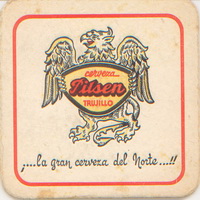 cerveza...
Pilsen
TRUJILLO
¡....la gran cerveza del Norte...!!